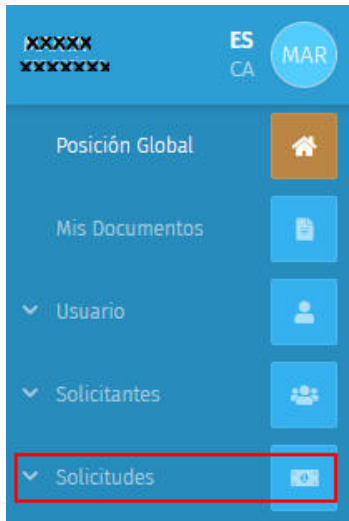 XXXXX
XXXXXXX
ES
CA
MAR
Posición Global
Mis Documentos
Usuario
Solicitantes
Solicitudes